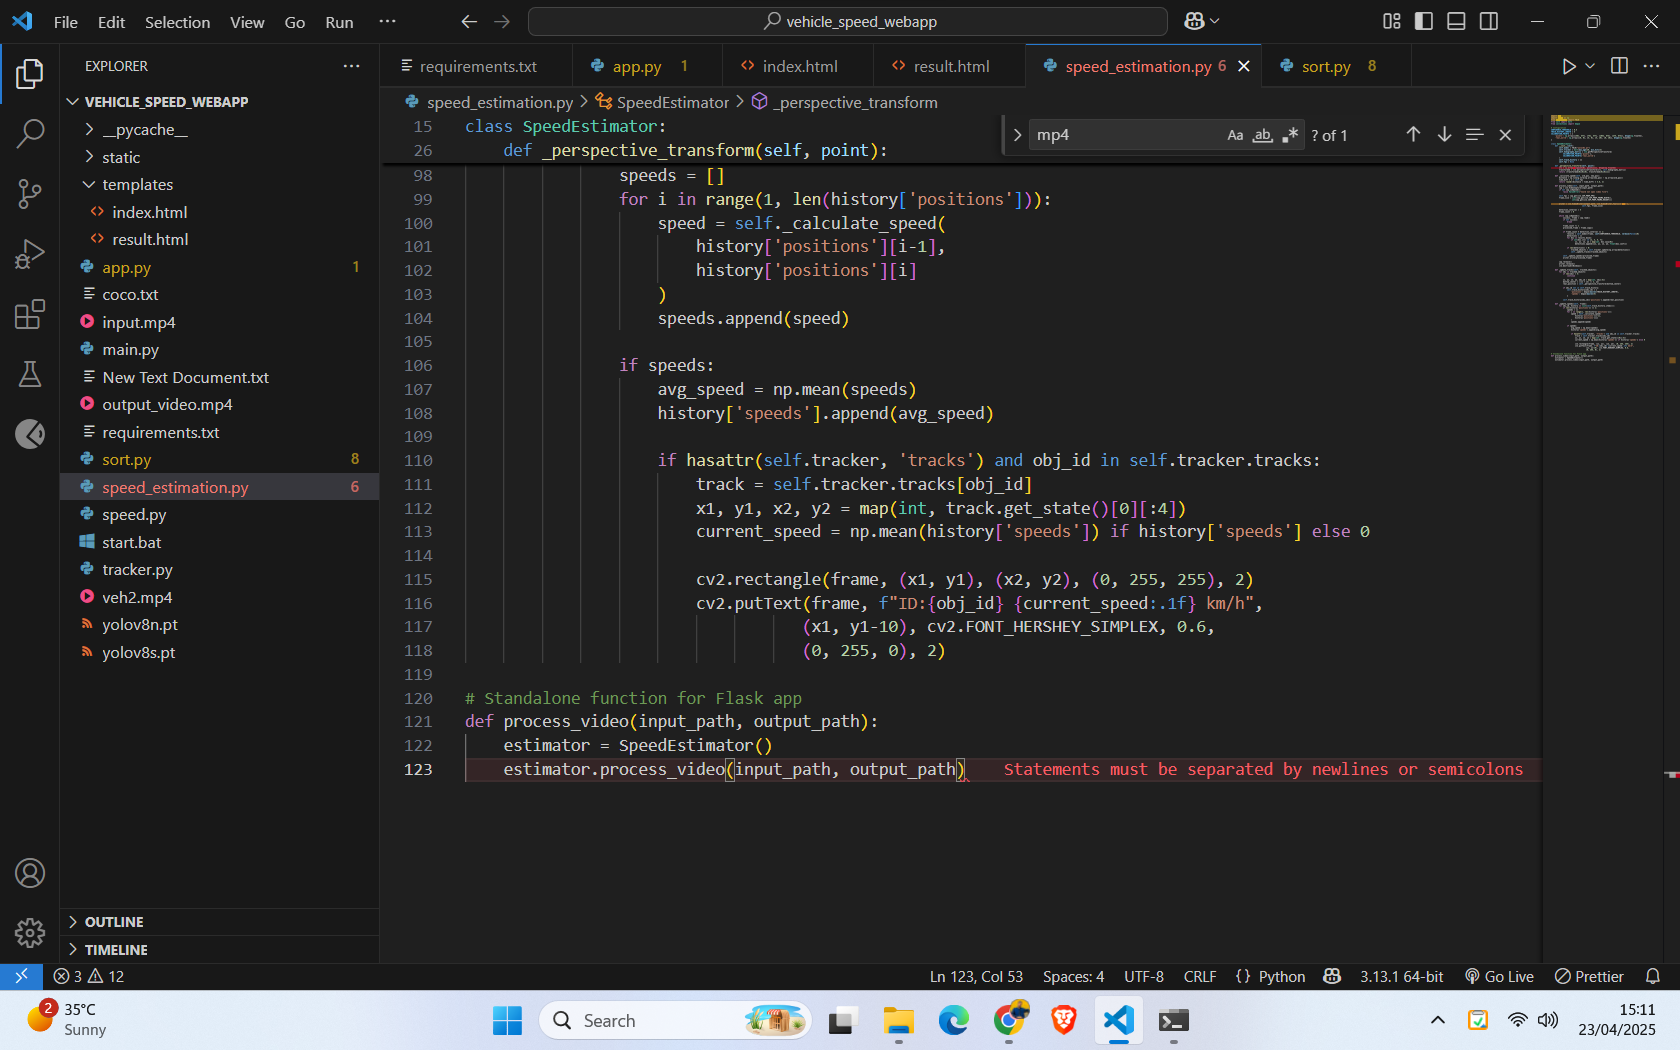 File Edit Selection View Go Run ···
vehicle_speed_webapp
EXPLORER
requirements.txt
app.py 1
index.html
result.html
speed_estimation.py 6
sort.py 8
VEHICLE_SPEED_WEBAPP
__pycache__
static
templates
index.html
result.html
app.py 1
coco.txt
input.mp4
main.py
New Text Document.txt
output_video.mp4
requirements.txt
sort.py 8
speed_estimation.py 6
speed.py
start.bat
tracker.py
veh2.mp4
yolov8n.pt
yolov8s.pt
OUTLINE
TIMELINE
speed_estimation.py > SpeedEstimator > _perspective_transform
mp4 Aa ab ? of 1
15 class SpeedEstimator:
26 def _perspective_transform(self, point):
98 speeds = []
99 for i in range(1, len(history['positions'])):
100 speed = self._calculate_speed(
101 history['positions'][i-1],
102 history['positions'][i]
103 )
104 speeds.append(speed)
105
106 if speeds:
107 avg_speed = np.mean(speeds)
108 history['speeds'].append(avg_speed)
109
110 if hasattr(self.tracker, 'tracks') and obj_id in self.tracker.tracks:
111 track = self.tracker.tracks[obj_id]
112 x1, y1, x2, y2 = map(int, track.get_state()[0][:4])
113 current_speed = np.mean(history['speeds']) if history['speeds'] else 0
114
115 cv2.rectangle(frame, (x1, y1), (x2, y2), (0, 255, 255), 2)
116 cv2.putText(frame, f"ID:{obj_id} {current_speed:.1f} km/h",
117 (x1, y1-10), cv2.FONT_HERSHEY_SIMPLEX, 0.6,
118 (0, 255, 0), 2)
119
120 # Standalone function for Flask app
121 def process_video(input_path, output_path):
122 estimator = SpeedEstimator()
123 estimator.process_video(input_path, output_path) Statements must be separated by newlines or semicolons
3 12
Ln 123, Col 53 Spaces: 4 UTF-8 CRLF {} Python 3.13.1 64-bit Go Live Prettier
2 35°C
Sunny
Search
15:11
23/04/2025